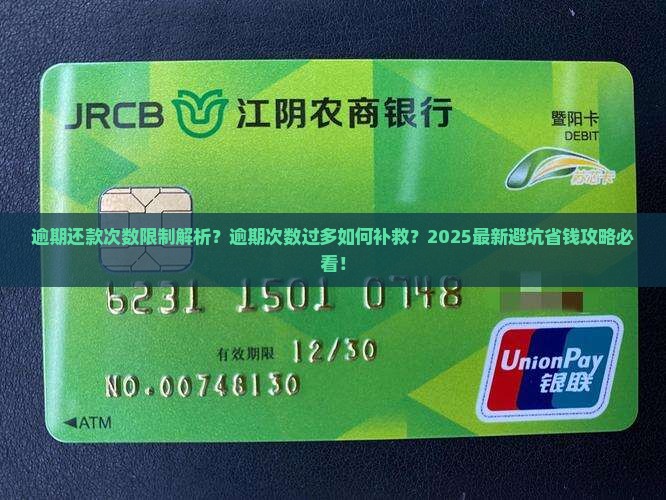 JRCB 江阴农商银行
暨阳卡
DEBIT
逾期还款次数限制解析？逾期次数过多如何补救？2025最新避坑省钱攻略必
看！
6231 1501 0748
有效期限 12/30
NO.00748130
UnionPay
银联
◄ATM